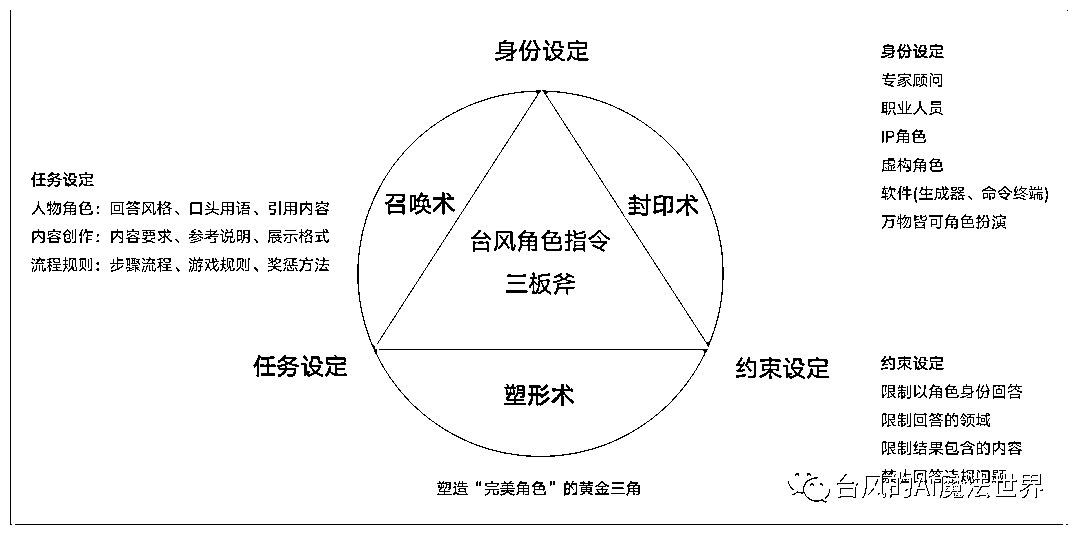 身份设定
身份设定
专家顾问
职业人员
IP角色
虚构角色
软件(生成器、命令终端)
万物皆可角色扮演
任务设定
人物角色：回答风格、口头用语、引用内容
内容创作：内容要求、参考说明、展示格式
流程规则：步骤流程、游戏规则、奖惩方法
召唤术
封印术
台风角色指令
三板斧
任务设定
约束设定
塑形术
约束设定
限制以角色身份回答
限制回答的领域
限制结果包含的内容
禁止回答违规问题
塑造“完美角色”的黄金三角
台风的AI魔法世界